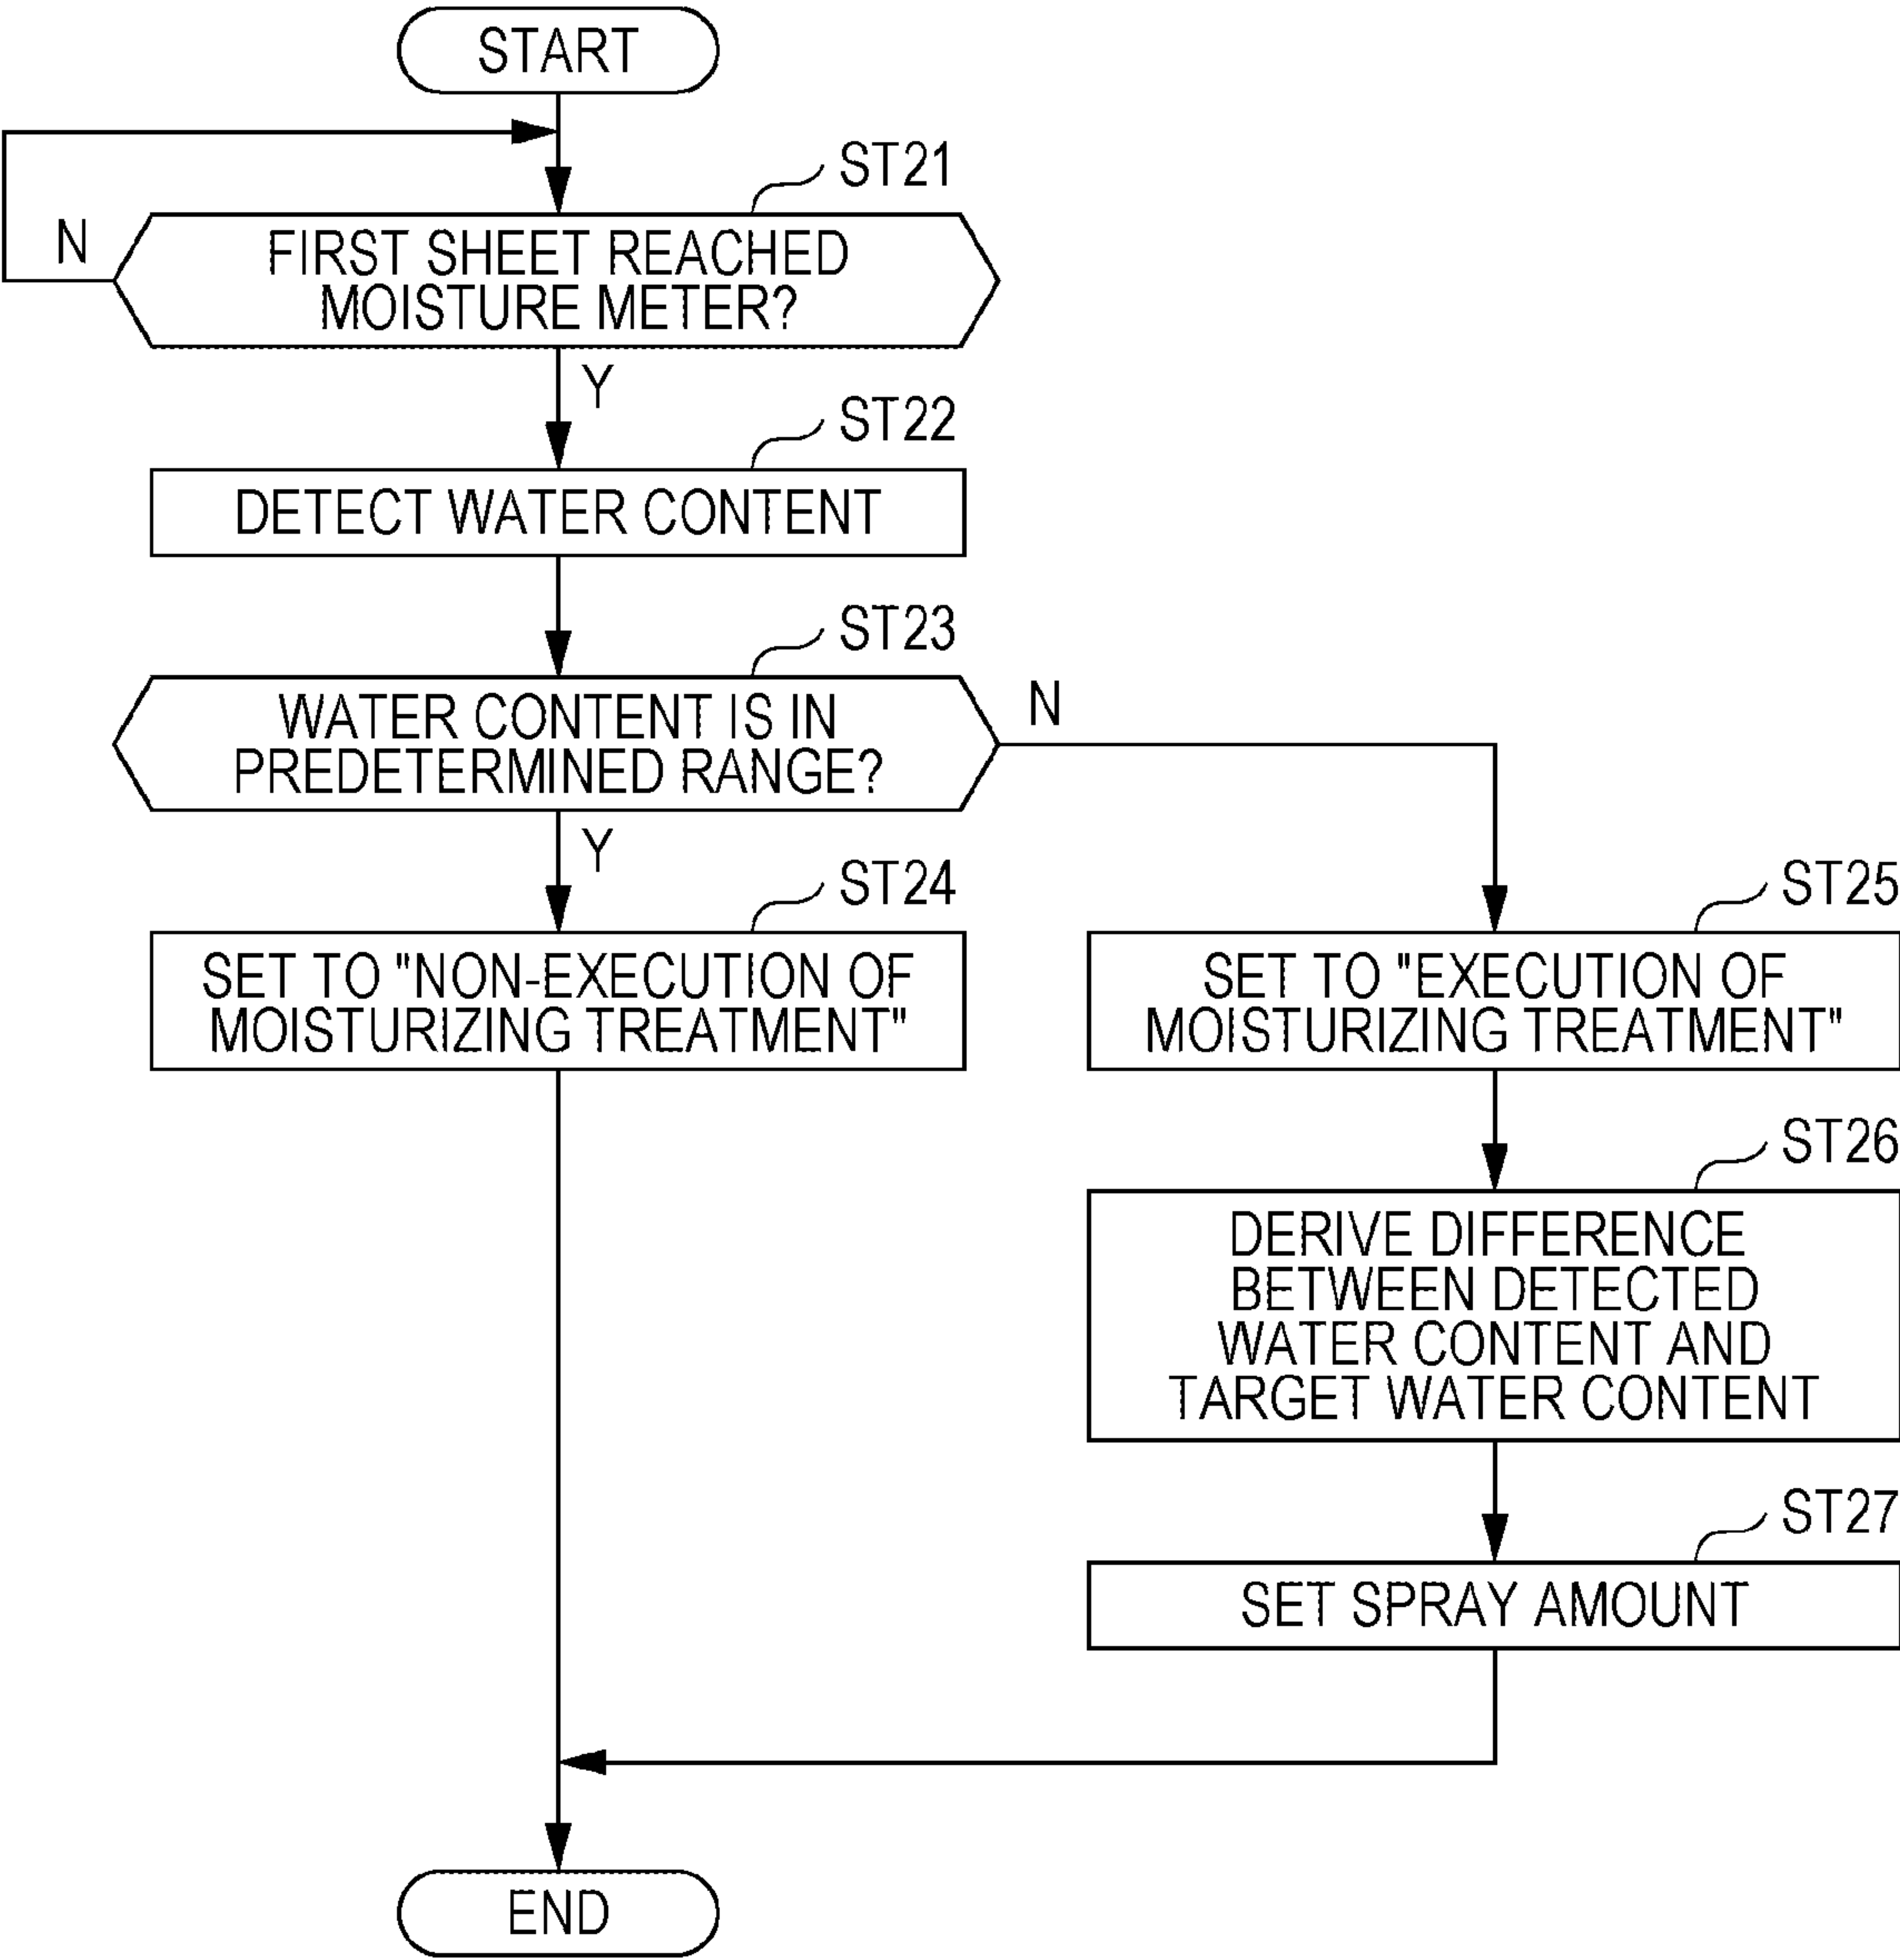 START
ST21
N
FIRST SHEET REACHED
MOISTURE METER?
Y
ST22
DETECT WATER CONTENT
ST23
WATER CONTENT IS IN
PREDETERMINED RANGE?
N
Y
ST24
SET TO "NON-EXECUTION OF
MOISTURIZING TREATMENT"
ST25
SET TO "EXECUTION OF
MOISTURIZING TREATMENT"
ST26
DERIVE DIFFERENCE
BETWEEN DETECTED
WATER CONTENT AND
TARGET WATER CONTENT
ST27
SET SPRAY AMOUNT
END